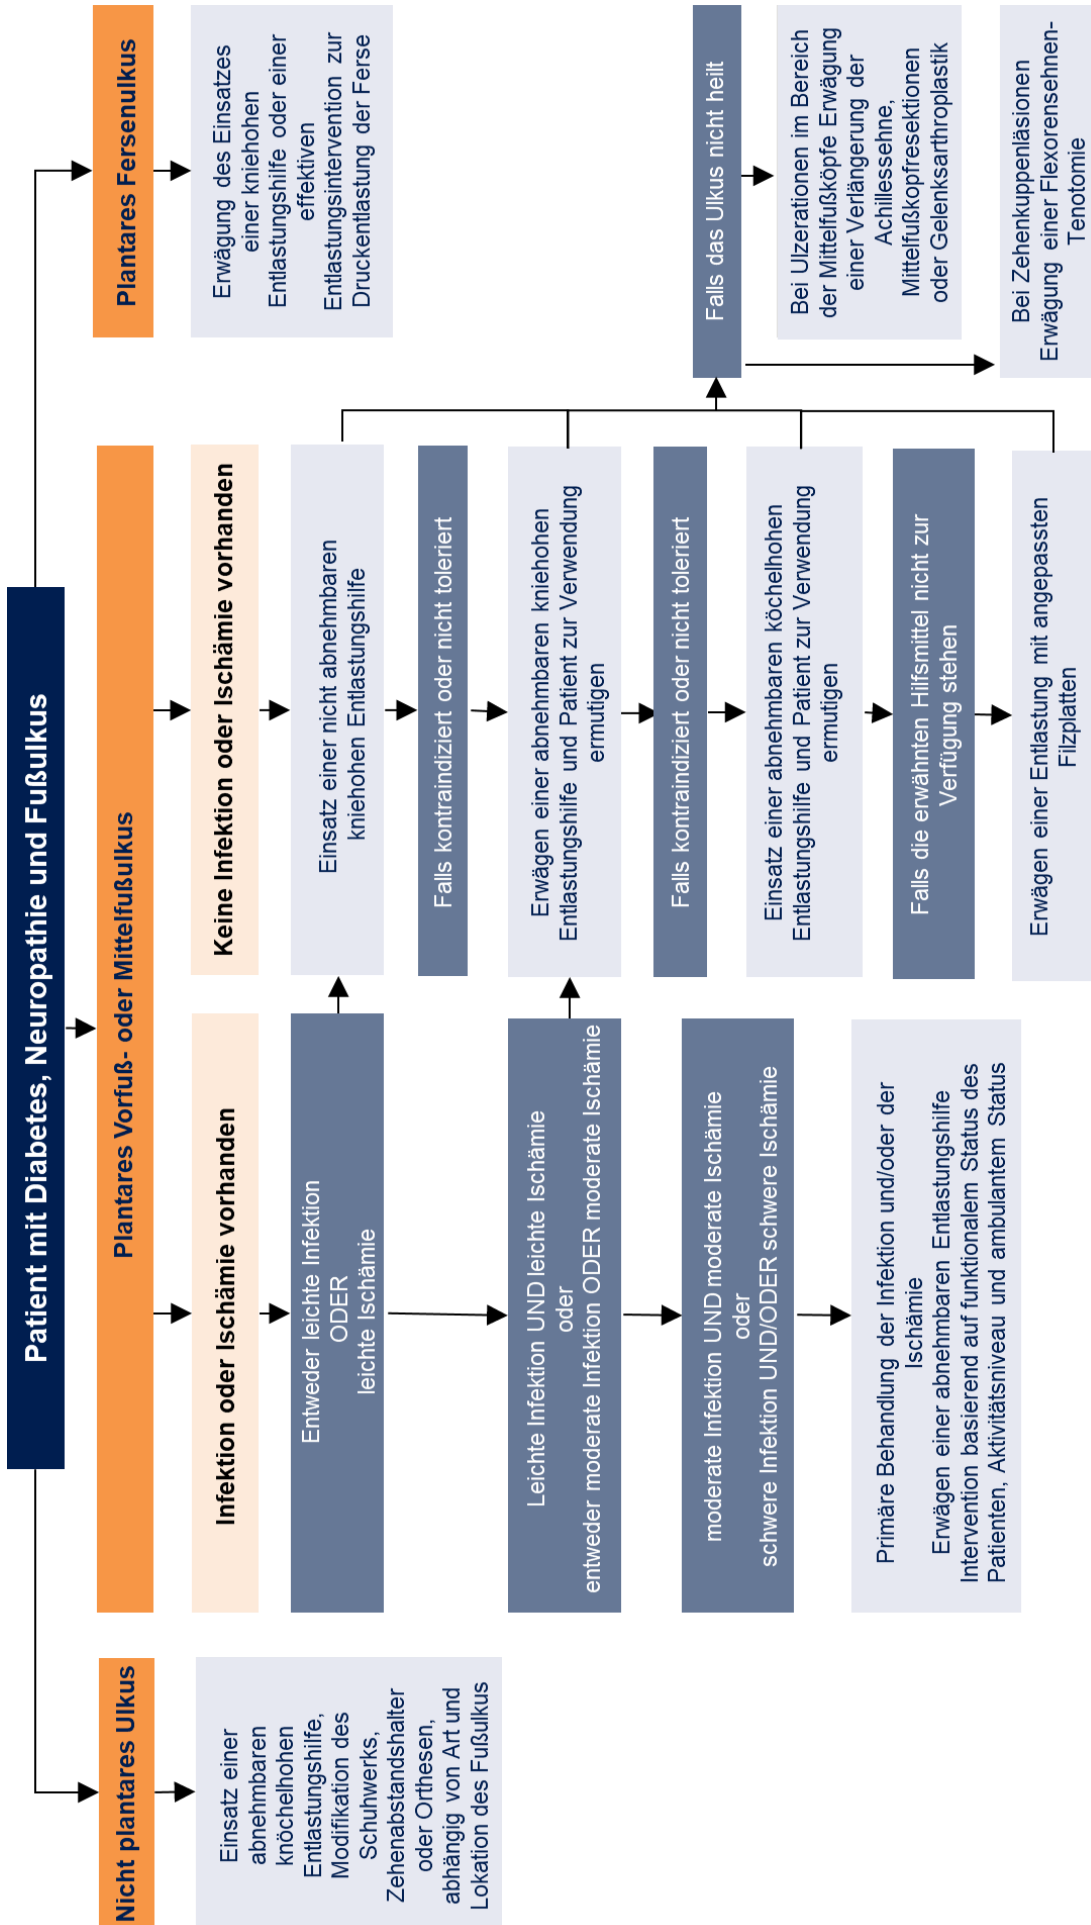 Patient mit Diabetes, Neuropathie und Fußulkus
Nicht plantares Ulkus
Einsatz einer
abnehmbaren
knöchelhohen
Entlastungshilfe,
Modifikation des
Schuhwerks,
Zehenabstandshalter
oder Orthesen,
abhängig von Art und
Lokation des Fußulkus
Plantares Vorfuß- oder Mittelfußulkus
Infektion oder Ischämie vorhanden
Entweder leichte Infektion
ODER
leichte Ischämie
Leichte Infektion UND leichte Ischämie
oder
entweder moderate Infektion ODER moderate Ischämie
moderate Infektion UND moderate Ischämie
oder
schwere Infektion UND/ODER schwere Ischämie
Primäre Behandlung der Infektion und/oder der
Ischämie
Erwägen einer abnehmbaren Entlastungshilfe
Intervention basierend auf funktionalem Status des
Patienten, Aktivitätsniveau und ambulantem Status
Keine Infektion oder Ischämie vorhanden
Einsatz einer nicht abnehmbaren
kniehohen Entlastungshilfe
Falls kontraindiziert oder nicht toleriert
Erwägen einer abnehmbaren kniehohen
Entlastungshilfe und Patient zur Verwendung
ermutigen
Falls kontraindiziert oder nicht toleriert
Einsatz einer abnehmbaren köchelhohen
Entlastungshilfe und Patient zur Verwendung
ermutigen
Falls die erwähnten Hilfsmittel nicht zur
Verfügung stehen
Erwägen einer Entlastung mit angepassten
Filzplatten
Plantares Fersenulkus
Erwägung des Einsatzes
einer kniehohen
Entlastungshilfe oder einer
effektiven
Entlastungsintervention zur
Druckentlastung der Ferse
Falls das Ulkus nicht heilt
Bei Ulzerationen im Bereich
der Mittelfußköpfe Erwägung
einer Verlängerung der
Achillessehne,
Mittelfußkopfresektionen
oder Gelenksarthroplastik
Bei Zehenkuppenläsionen
Erwägung einer Flexorensehnen-
Tenotomie